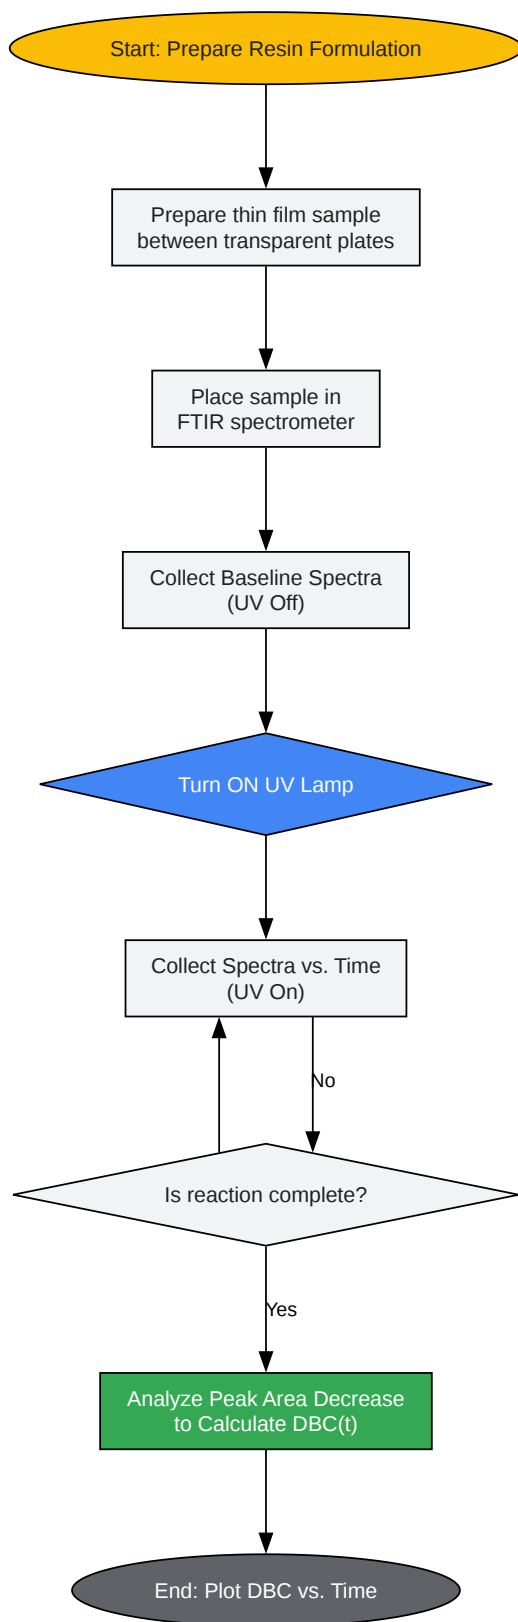 Start: Prepare Resin Formulation
Prepare thin film sample
between transparent plates
Place sample in
FTIR spectrometer
Collect Baseline Spectra
(UV Off)
Turn ON UV Lamp
Collect Spectra vs. Time
(UV On)
No
Is reaction complete?
Yes
Analyze Peak Area Decrease
to Calculate DBC(t)
End: Plot DBC vs. Time